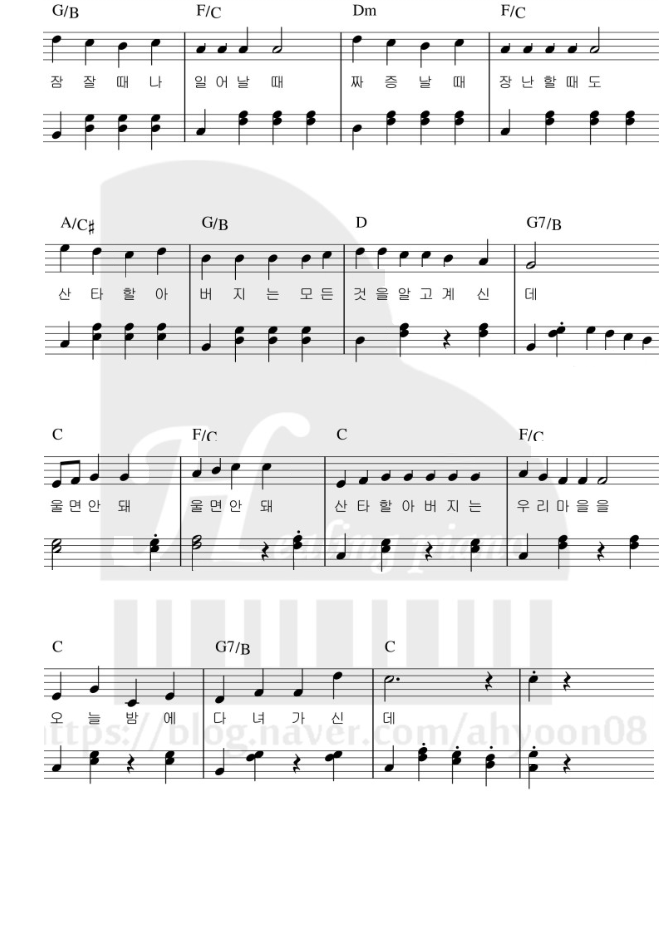 G/B F/C Dm F/C
잠 잘 때 나 일 어 날 때 짜 증 날 때 장 난 할 때 도
A/C♯ G/B D G7/B
산 타 할 아 버 지 는 모 든 것 을 알 고 계 신 데
C F/C C F/C
울 면 안 돼 울 면 안 돼 산 타 할 아 버 지 는 우 리 마 을 을
Healing piano
C G7/B C
오 늘 밤 에 다 녀 가 신 데
https://blog.naver.com/ahyoon08